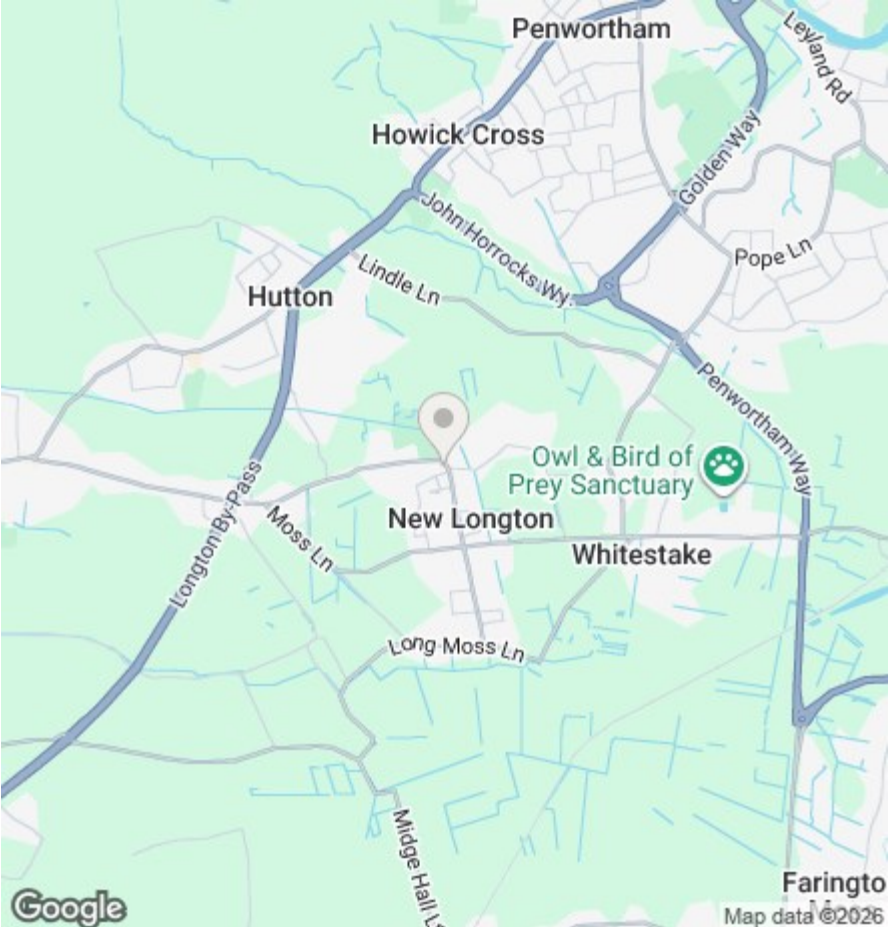 Penwortham
Leyland Rd
Howick Cross
Golden Way
John Horrocks Wy.
Pope Ln
Lindle Ln
Hutton
Penwortham Way
Owl & Bird of
Prey Sanctuary
Longton By-Pass
New Longton
Moss Ln
Whitestake
Long Moss Ln
Midge Hall L
Faringto
Google
Map data ©2026